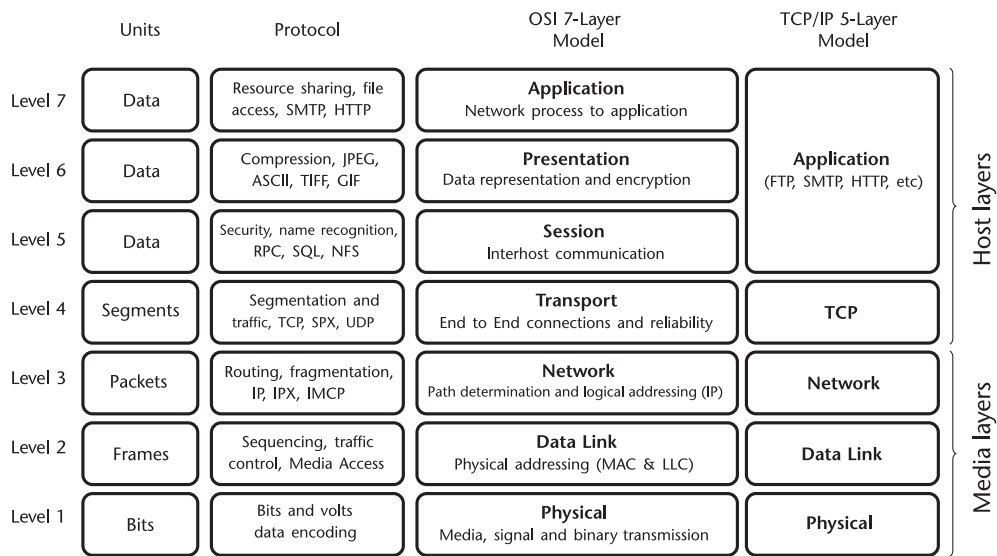 Units
Protocol
OSI 7-Layer
Model
TCP/IP 5-Layer
Model
Level 7
Data
Resource sharing, file
access, SMTP, HTTP
Application
Network process to application
Level 6
Data
Compression, JPEG,
ASCII, TIFF, GIF
Presentation
Data representation and encryption
Application
(FTP, SMTP, HTTP, etc)
Level 5
Data
Security, name recognition,
RPC, SQL, NFS
Session
Interhost communication
Level 4
Segments
Segmentation and
traffic, TCP, SPX, UDP
Transport
End to End connections and reliability
TCP
Host layers
Level 3
Packets
Routing, fragmentation,
IP, IPX, IMCP
Network
Path determination and logical addressing (IP)
Network
Level 2
Frames
Sequencing, traffic
control, Media Access
Data Link
Physical addressing (MAC & LLC)
Data Link
Level 1
Bits
Bits and volts
data encoding
Physical
Media, signal and binary transmission
Physical
Media layers